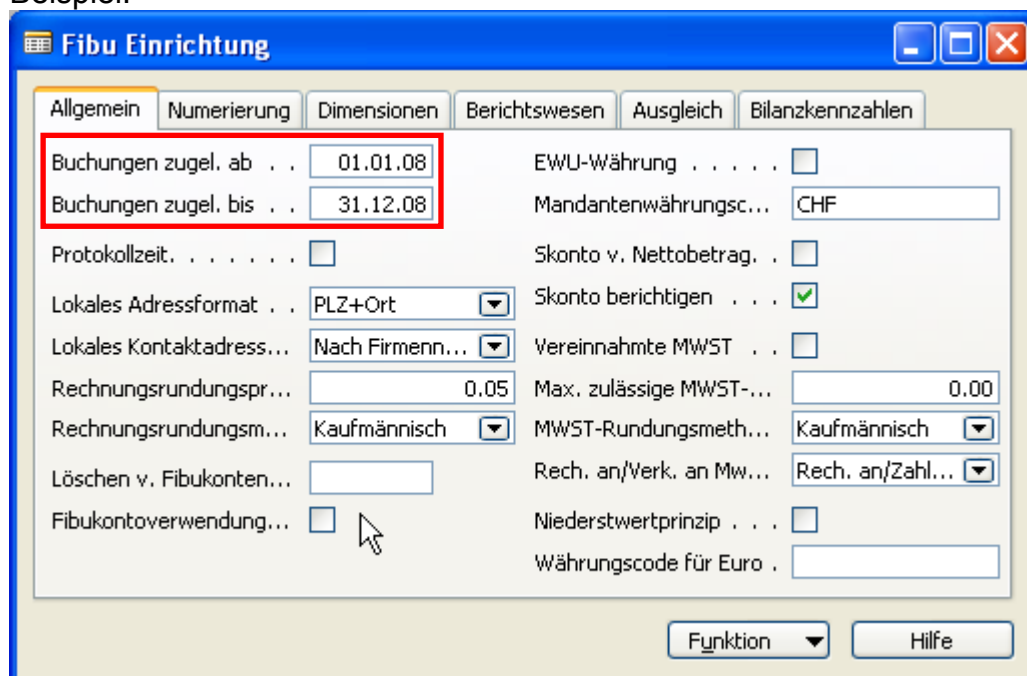 Beispiel:
Fibu Einrichtung
Allgemein Numerierung Dimensionen Berichtswesen Ausgleich Bilanzkennzahlen
Buchungen zugel. ab . . 01.01.08
Buchungen zugel. bis . . 31.12.08
Protokollzeit. . . . . . .
Lokales Adressformat . . PLZ+Ort
Lokales Kontaktadress... Nach Firmenn...
Rechnungsrundungspr... 0.05
Rechnungsrundungsm... Kaufmännisch
Löschen v. Fibukonten...
Fibukontoverwendung...
EWU-Währung . . . . .
Mandantenwährungsc... CHF
Skonto v. Nettobetrag. .
Skonto berichtigen . . .
Vereinnahmte MWST . .
Max. zulässige MWST-... 0.00
MWST-Rundungsmeth... Kaufmännisch
Rech. an/Verk. an Mw... Rech. an/Zahl...
Niederstwertprinzip . . .
Währungscode für Euro .
Funktion Hilfe